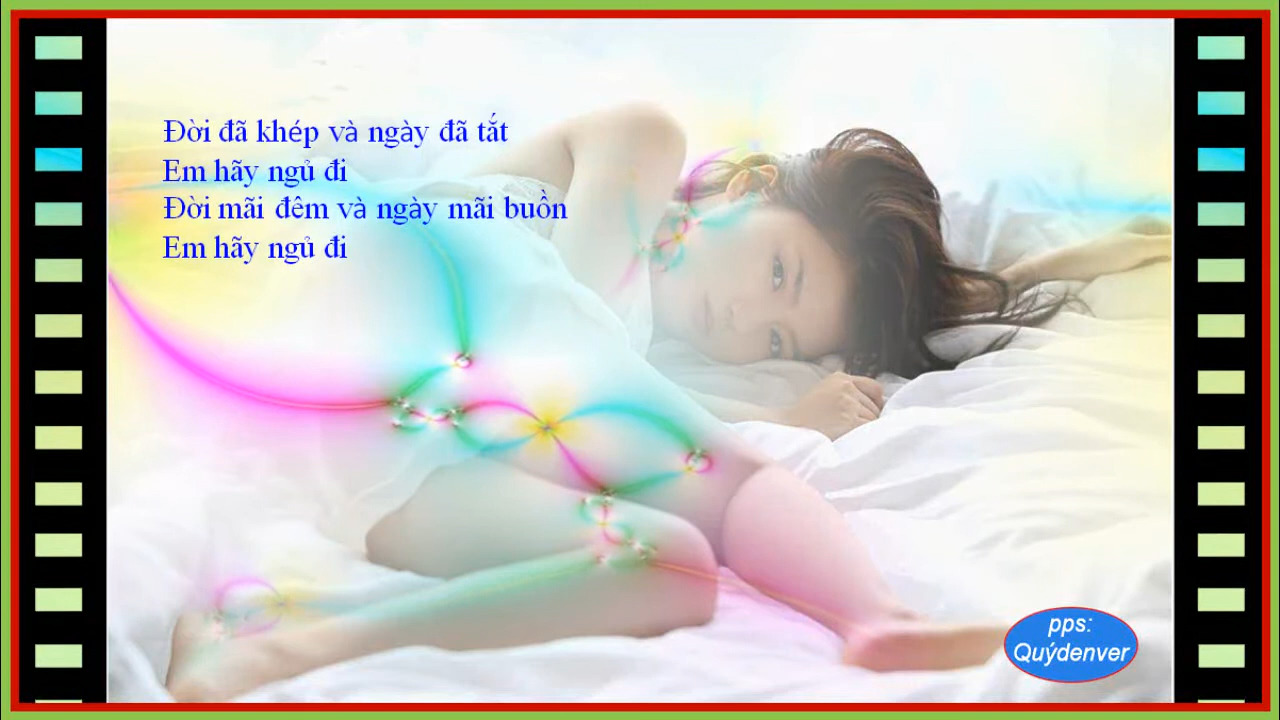 Đời đã khép và ngày đã tắt
Em hãy ngủ đi
Đời mãi đêm và ngày mãi buồn
Em hãy ngủ đi
pps:
Quýdenver